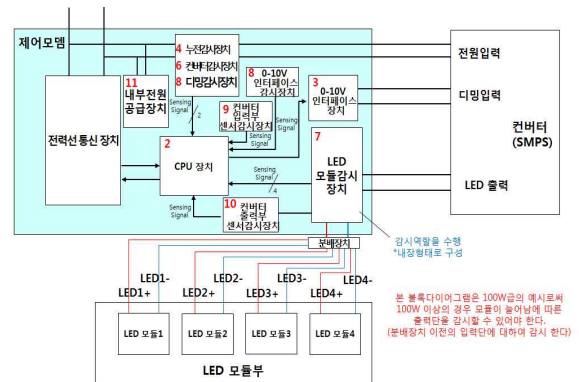 제어모뎀
4 누전감시장치
6 컨버터감시장치
8 디밍감시장치
11
내부전원
공급장치
8 0-10V
인터페이스
감시장치
3 0-10V
인터페이스
장치
9 컨버터
입력부
센서감시장치
전력선 통신 장치
Sensing
Signal
2
Sensing
Signal
Sensing
Signal
2
CPU 장치
7
LED
모듈감시
장치
Sensing
Signal
4
Sensing
Signal
10 컨버터
출력부
센서감시장치
전원입력
디밍입력
컨버터
(SMPS)
LED 출력
분배장치
감시역할을 수행
*내장형태로 구성
LED1-
LED2-
LED3-
LED4-
LED1+
LED2+
LED3+
LED4+
LED 모듈1
LED 모듈2
LED 모듈3
LED 모듈4
LED 모듈부
본 블록다이어그램은 100W급의 예시로써
100W 이상의 경우 모듈이 늘어남에 따른
출력단을 감시할 수 있어야 한다.
(분배장치 이전의 입력단에 대하여 감시 한다)